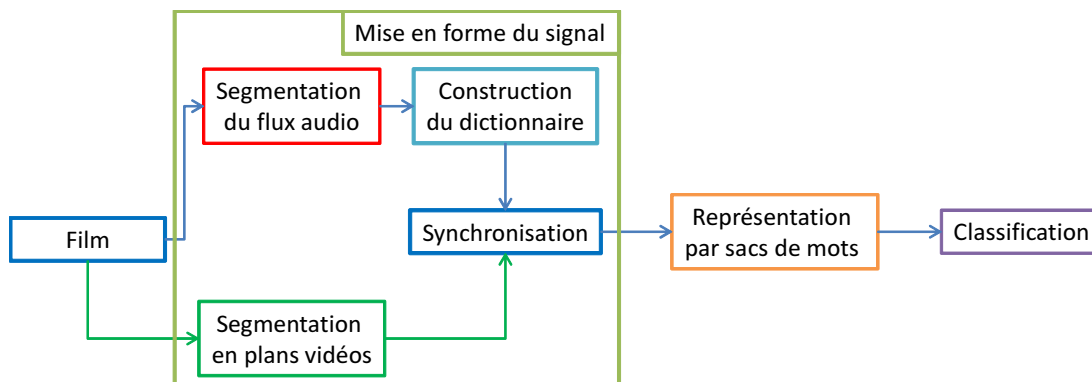 Mise en forme du signal
Segmentation
du flux audio
Construction
du dictionnaire
Film
Synchronisation
Représentation
par sacs de mots
Classification
Segmentation
en plans vidéos